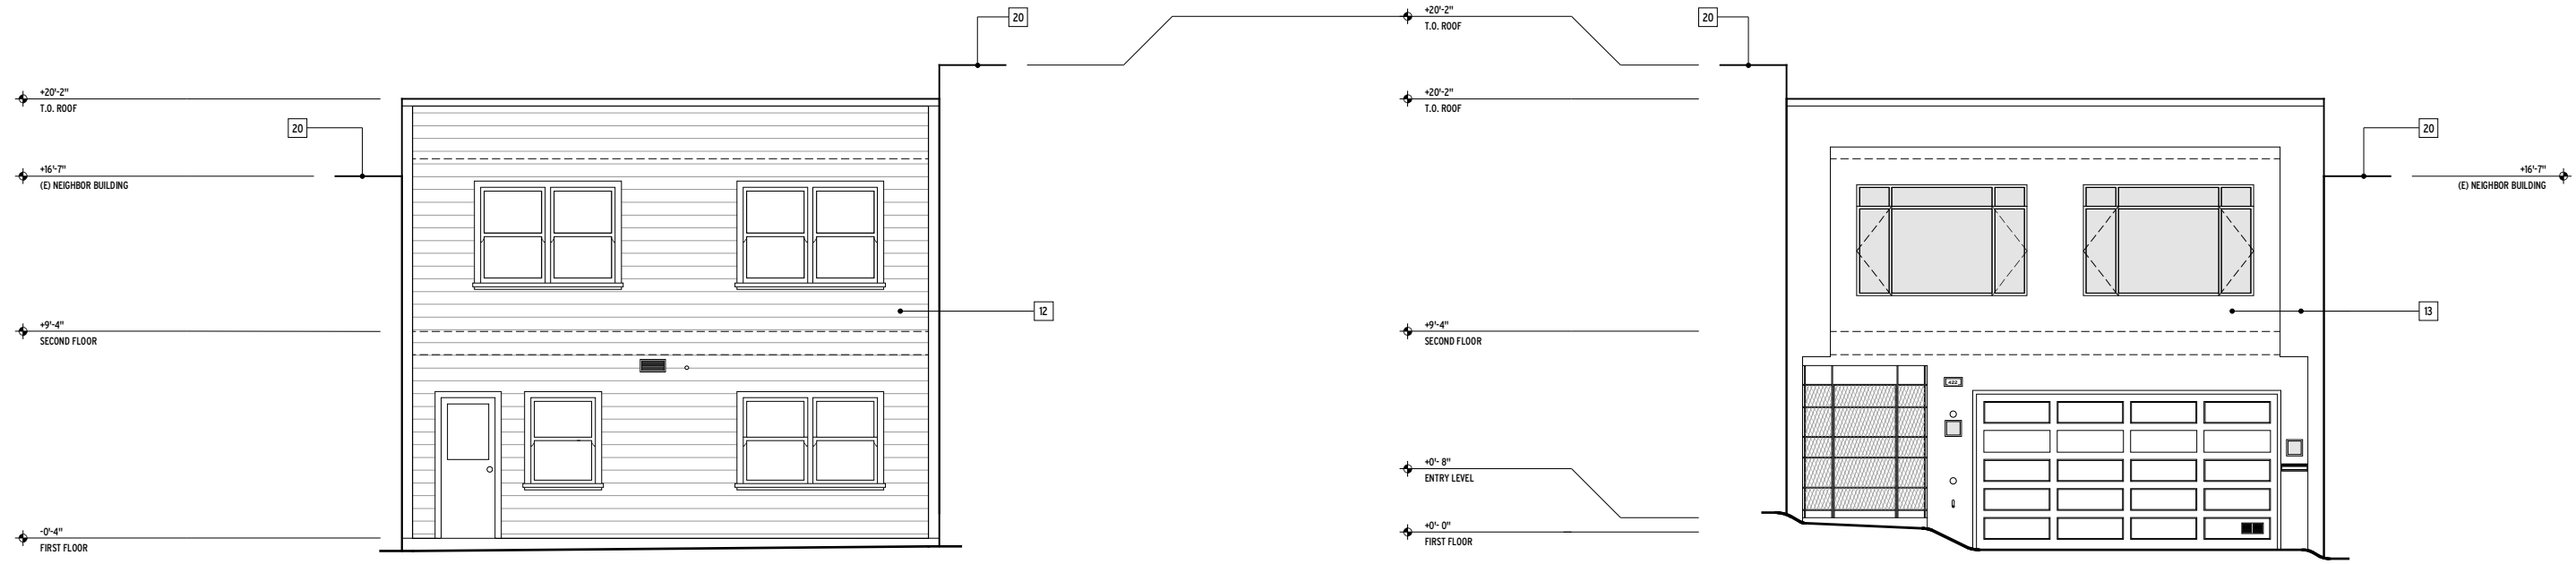 20
+20'-2"
T.O. ROOF
20
+20'-2"
T.O. ROOF
+20'-2"
T.O. ROOF
20
20
+16'-7"
(E) NEIGHBOR BUILDING
+16'-7"
(E) NEIGHBOR BUILDING
12
13
+9'-4"
SECOND FLOOR
+9'-4"
SECOND FLOOR
422
+0'- 8"
ENTRY LEVEL
-0'-4"
FIRST FLOOR
+0'- 0"
FIRST FLOOR